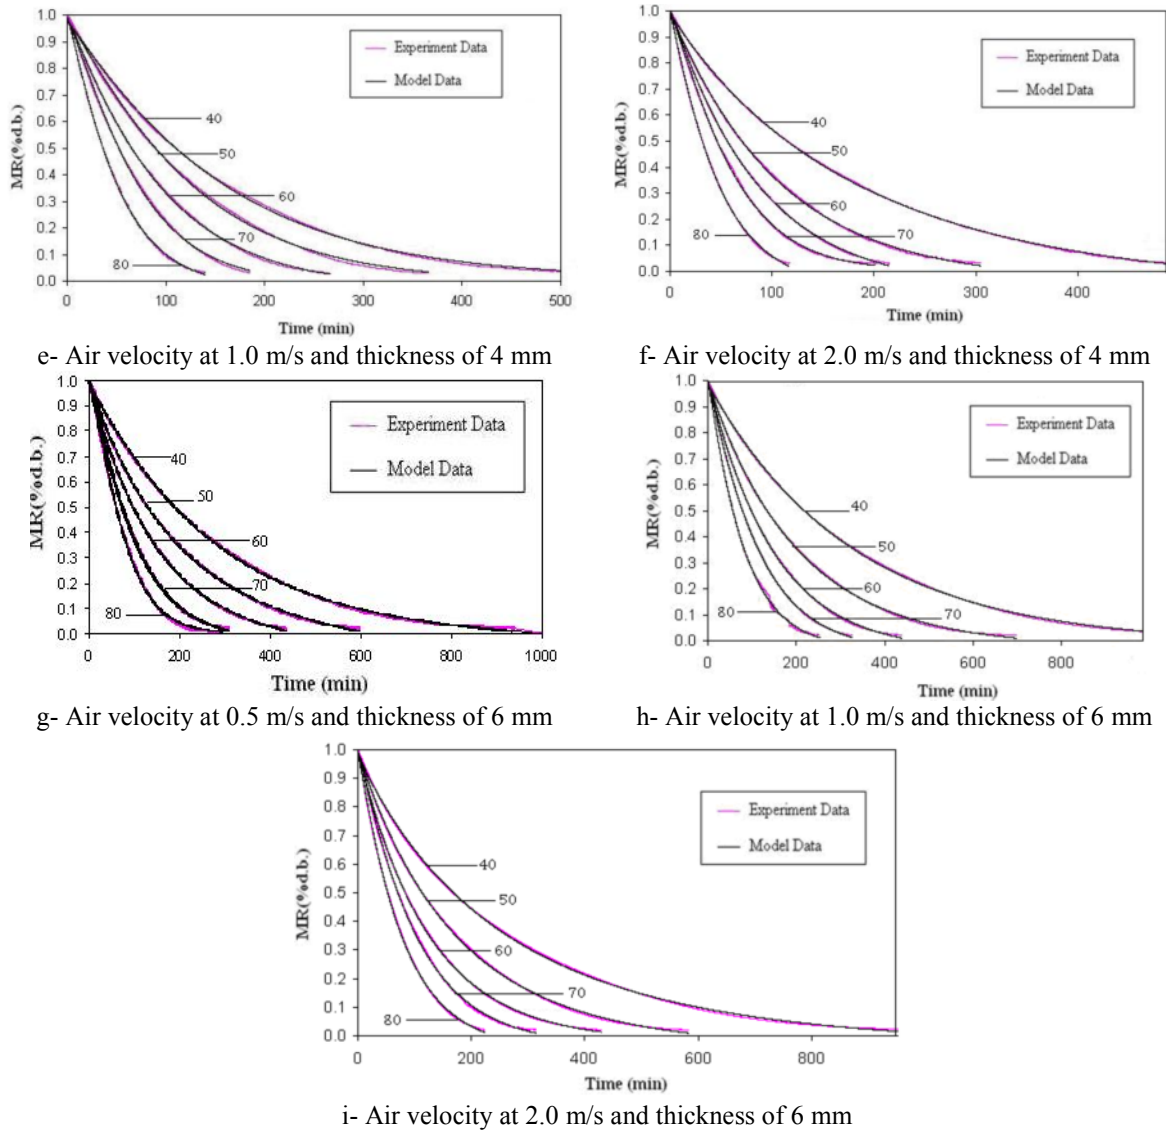 1.0
0.9
0.8
0.7
0.6
0.5
0.4
0.3
0.2
0.1
0.0
MR(%d.b.)
Experiment Data
Model Data
40
50
60
70
80
0 100 200 300 400 500
Time (min)
e- Air velocity at 1.0 m/s and thickness of 4 mm
1.0
0.9
0.8
0.7
0.6
0.5
0.4
0.3
0.2
0.1
0.0
MR(%d.b.)
Experiment Data
Model Data
40
50
60
70
80
0 100 200 300 400
Time (min)
f- Air velocity at 2.0 m/s and thickness of 4 mm
1.0
0.9
0.8
0.7
0.6
0.5
0.4
0.3
0.2
0.1
0.0
MR(%d.b.)
Experiment Data
Model Data
40
50
60
70
80
0 200 400 600 800 1000
Time (min)
g- Air velocity at 0.5 m/s and thickness of 6 mm
1.0
0.9
0.8
0.7
0.6
0.5
0.4
0.3
0.2
0.1
0.0
MR(%d.b.)
Experiment Data
Model Data
40
50
60
70
80
0 200 400 600 800
Time (min)
h- Air velocity at 1.0 m/s and thickness of 6 mm
1.0
0.9
0.8
0.7
0.6
0.5
0.4
0.3
0.2
0.1
0.0
MR(%d.b.)
Experiment Data
Model Data
40
50
60
70
80
0 200 400 600 800
Time (min)
i- Air velocity at 2.0 m/s and thickness of 6 mm